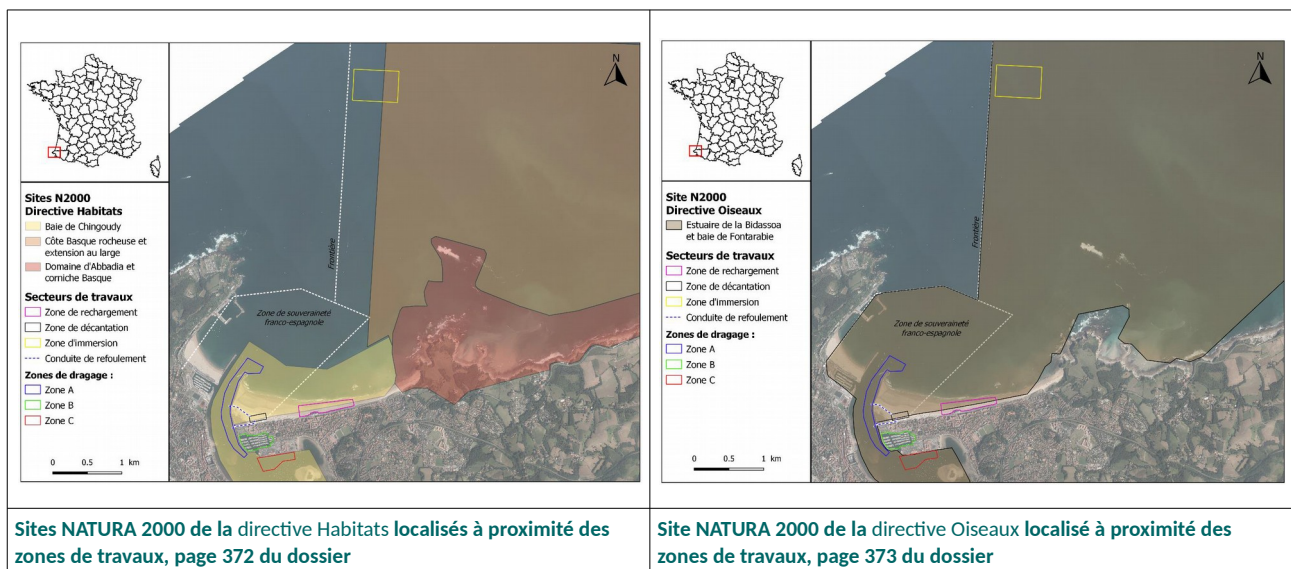 N
Sites N2000
Directive Habitats
Baie de Chingoudy
Côte Basque rocheuse et
extension au large
Domaine d'Abbadia et
corniche Basque
Secteurs de travaux
Zone de rechargement
Zone de décantation
Zone d'immersion
Conduite de refoulement
Zones de dragage :
Zone A
Zone B
Zone C
0 0.5 1 km
Frontière
Zone de souveraineté
franco-espagnole
N
Site N2000
Directive Oiseaux
Estuaire de la Bidassoa
et baie de Fontarabie
Secteurs de travaux
Zone de rechargement
Zone de décantation
Zone d'immersion
Conduite de refoulement
Zones de dragage :
Zone A
Zone B
Zone C
0 0.5 1 km
Frontière
Zone de souveraineté
franco-espagnole
Sites NATURA 2000 de la directive Habitats localisés à proximité des
zones de travaux, page 372 du dossier
Site NATURA 2000 de la directive Oiseaux localisé à proximité des
zones de travaux, page 373 du dossier